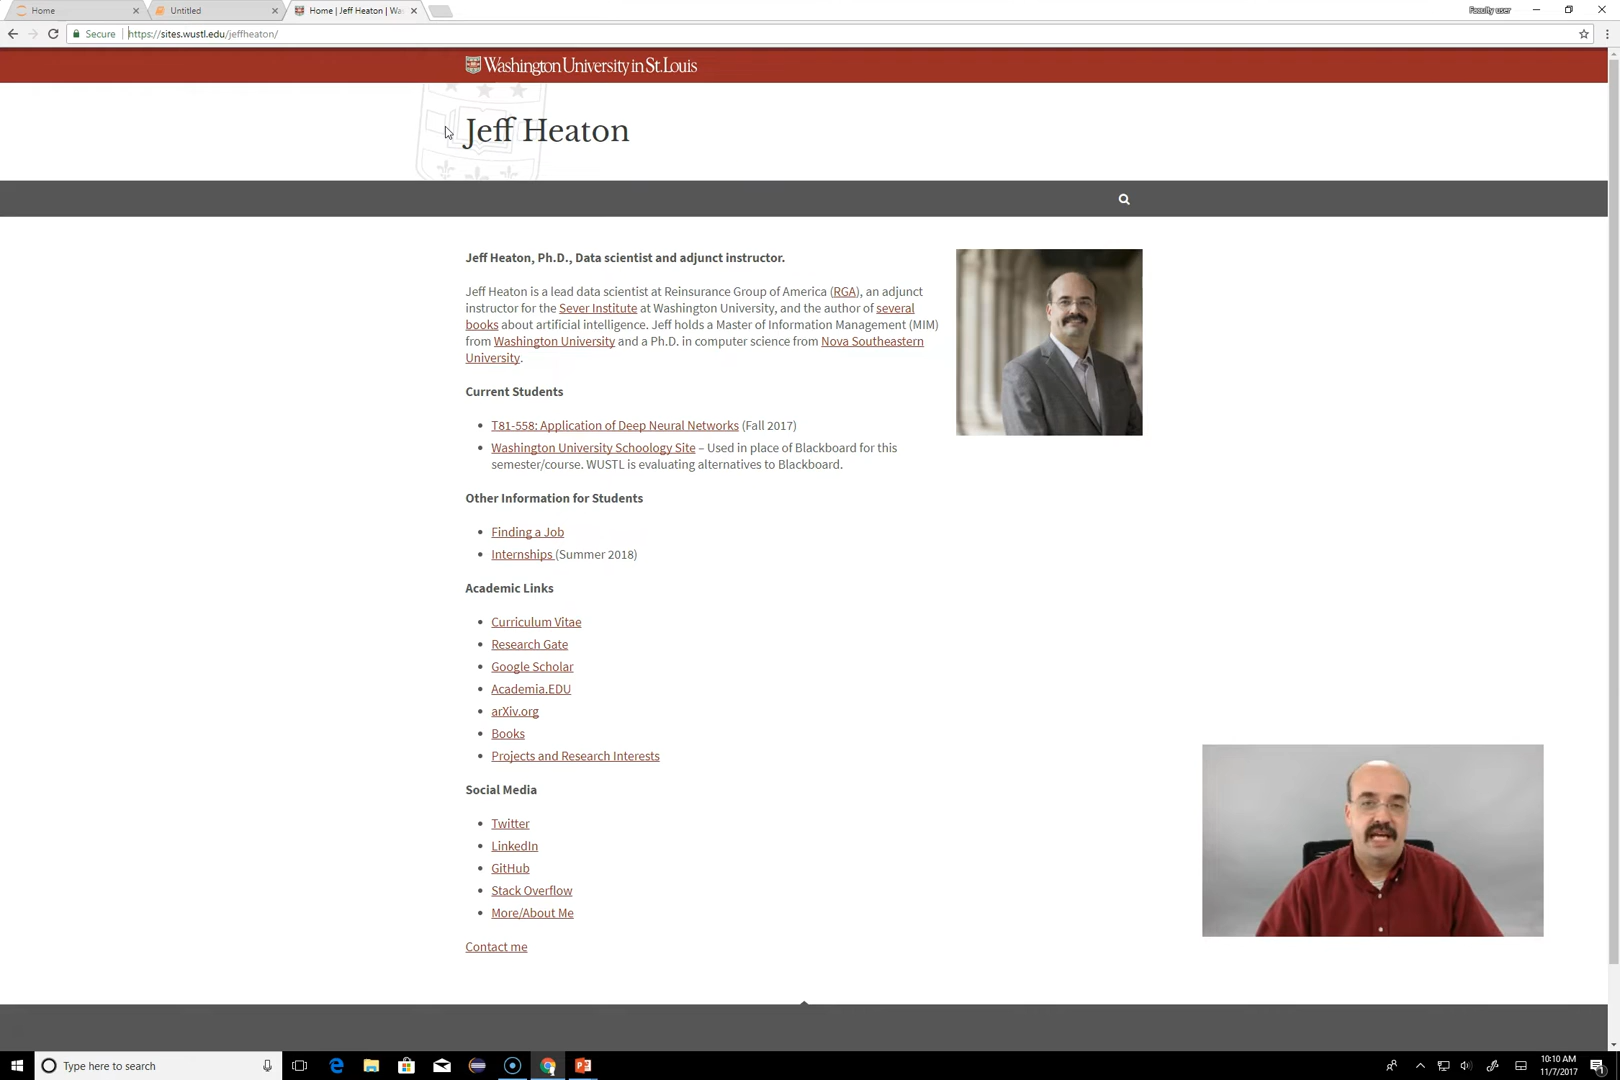 Home
Untitled
Home | Jeff Heaton | Wa
Faculty user
Secure
https://sites.wustl.edu/jeffheaton/
Washington University in St. Louis
Jeff Heaton
Jeff Heaton, Ph.D., Data scientist and adjunct instructor.
Jeff Heaton is a lead data scientist at Reinsurance Group of America (RGA), an adjunct
instructor for the Sever Institute at Washington University, and the author of several
books about artificial intelligence. Jeff holds a Master of Information Management (MIM)
from Washington University and a Ph.D. in computer science from Nova Southeastern
University.
Current Students
• T81-558: Application of Deep Neural Networks (Fall 2017)
• Washington University Schoology Site – Used in place of Blackboard for this
semester/course. WUSTL is evaluating alternatives to Blackboard.
Other Information for Students
• Finding a Job
• Internships (Summer 2018)
Academic Links
• Curriculum Vitae
• Research Gate
• Google Scholar
• Academia.EDU
• arXiv.org
• Books
• Projects and Research Interests
Social Media
• Twitter
• LinkedIn
• GitHub
• Stack Overflow
• More/About Me
Contact me
Type here to search
10:10 AM
11/7/2017
1